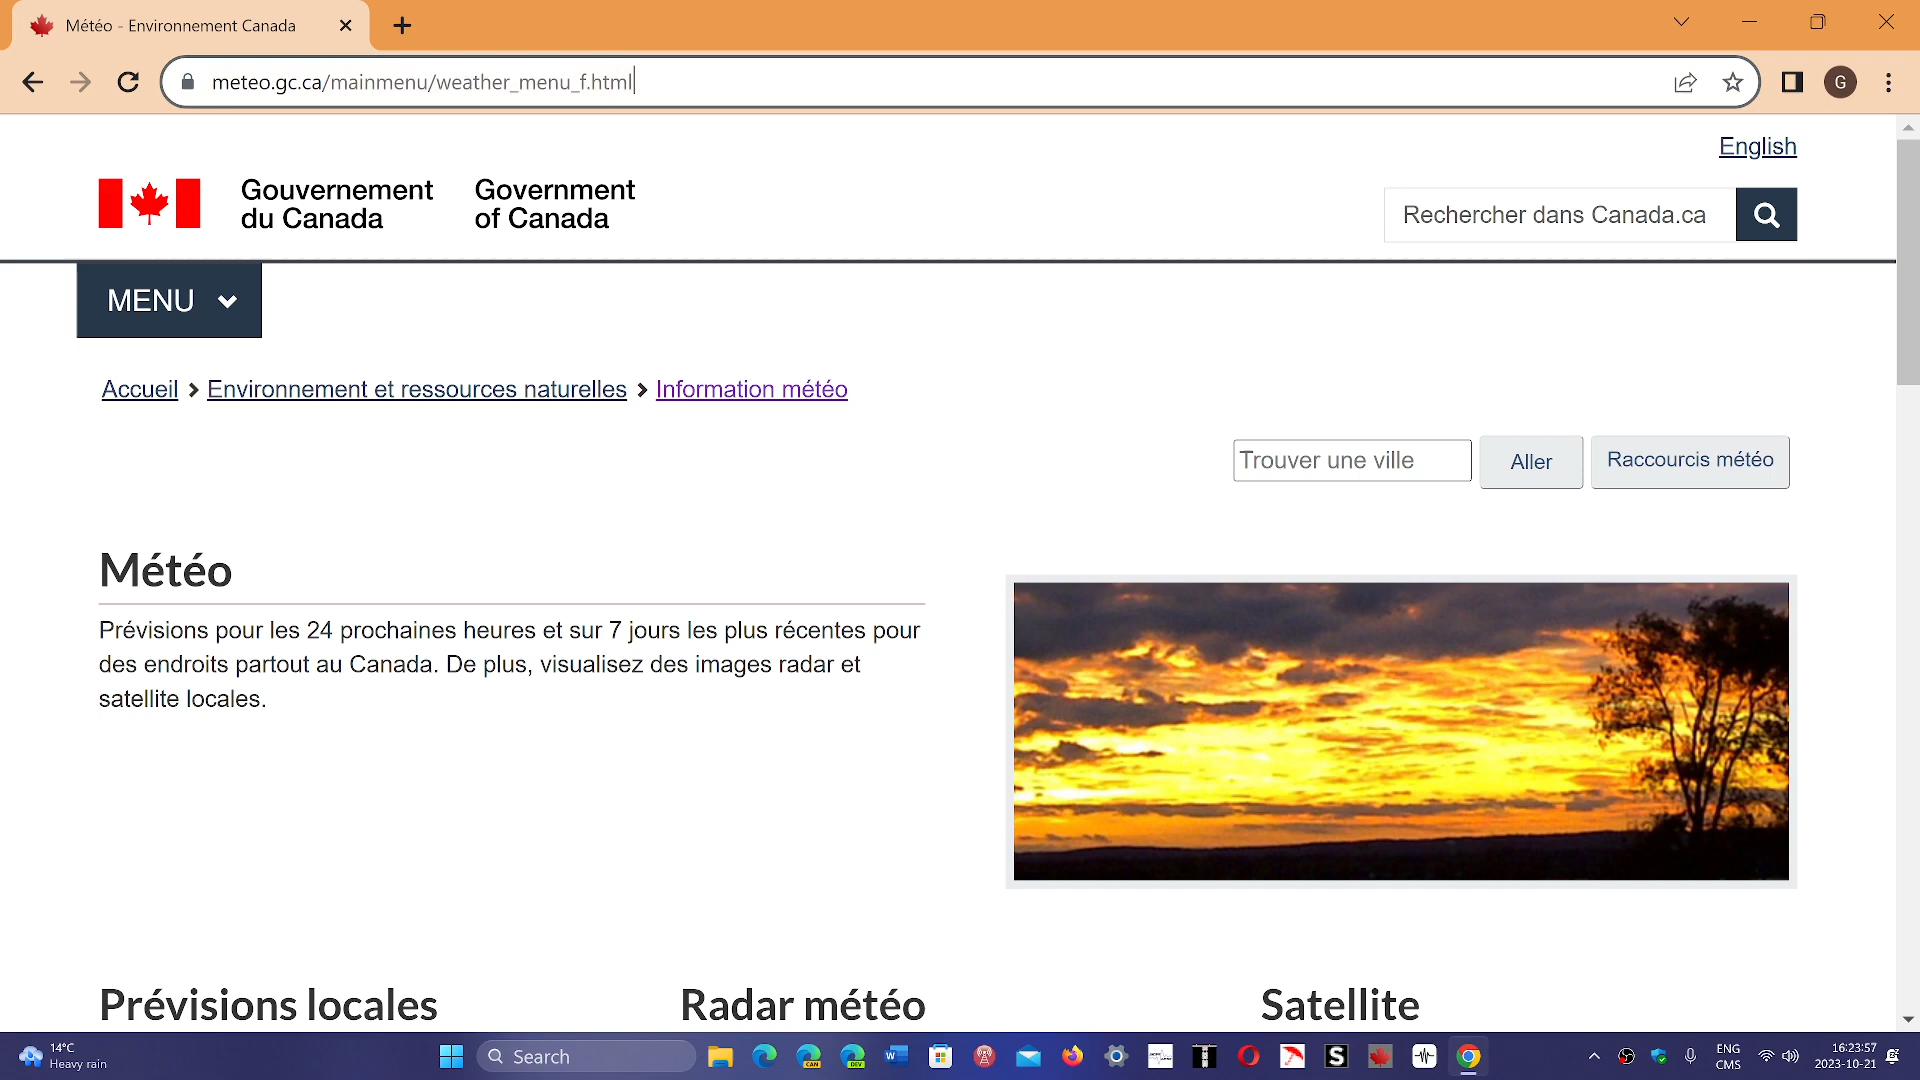 Météo - Environnement Canada
meteo.gc.ca/mainmenu/weather_menu_f.html
G
English
Gouvernement du Canada
Government of Canada
Rechercher dans Canada.ca
MENU
Accueil > Environnement et ressources naturelles > Information météo
Trouver une ville
Aller
Raccourcis météo
Météo
Prévisions pour les 24 prochaines heures et sur 7 jours les plus récentes pour
des endroits partout au Canada. De plus, visualisez des images radar et
satellite locales.
Prévisions locales
Radar météo
Satellite
14°C
Heavy rain
Search
CAN
DEV
W
S
ENG
CMS
16:23:57
2023-10-21